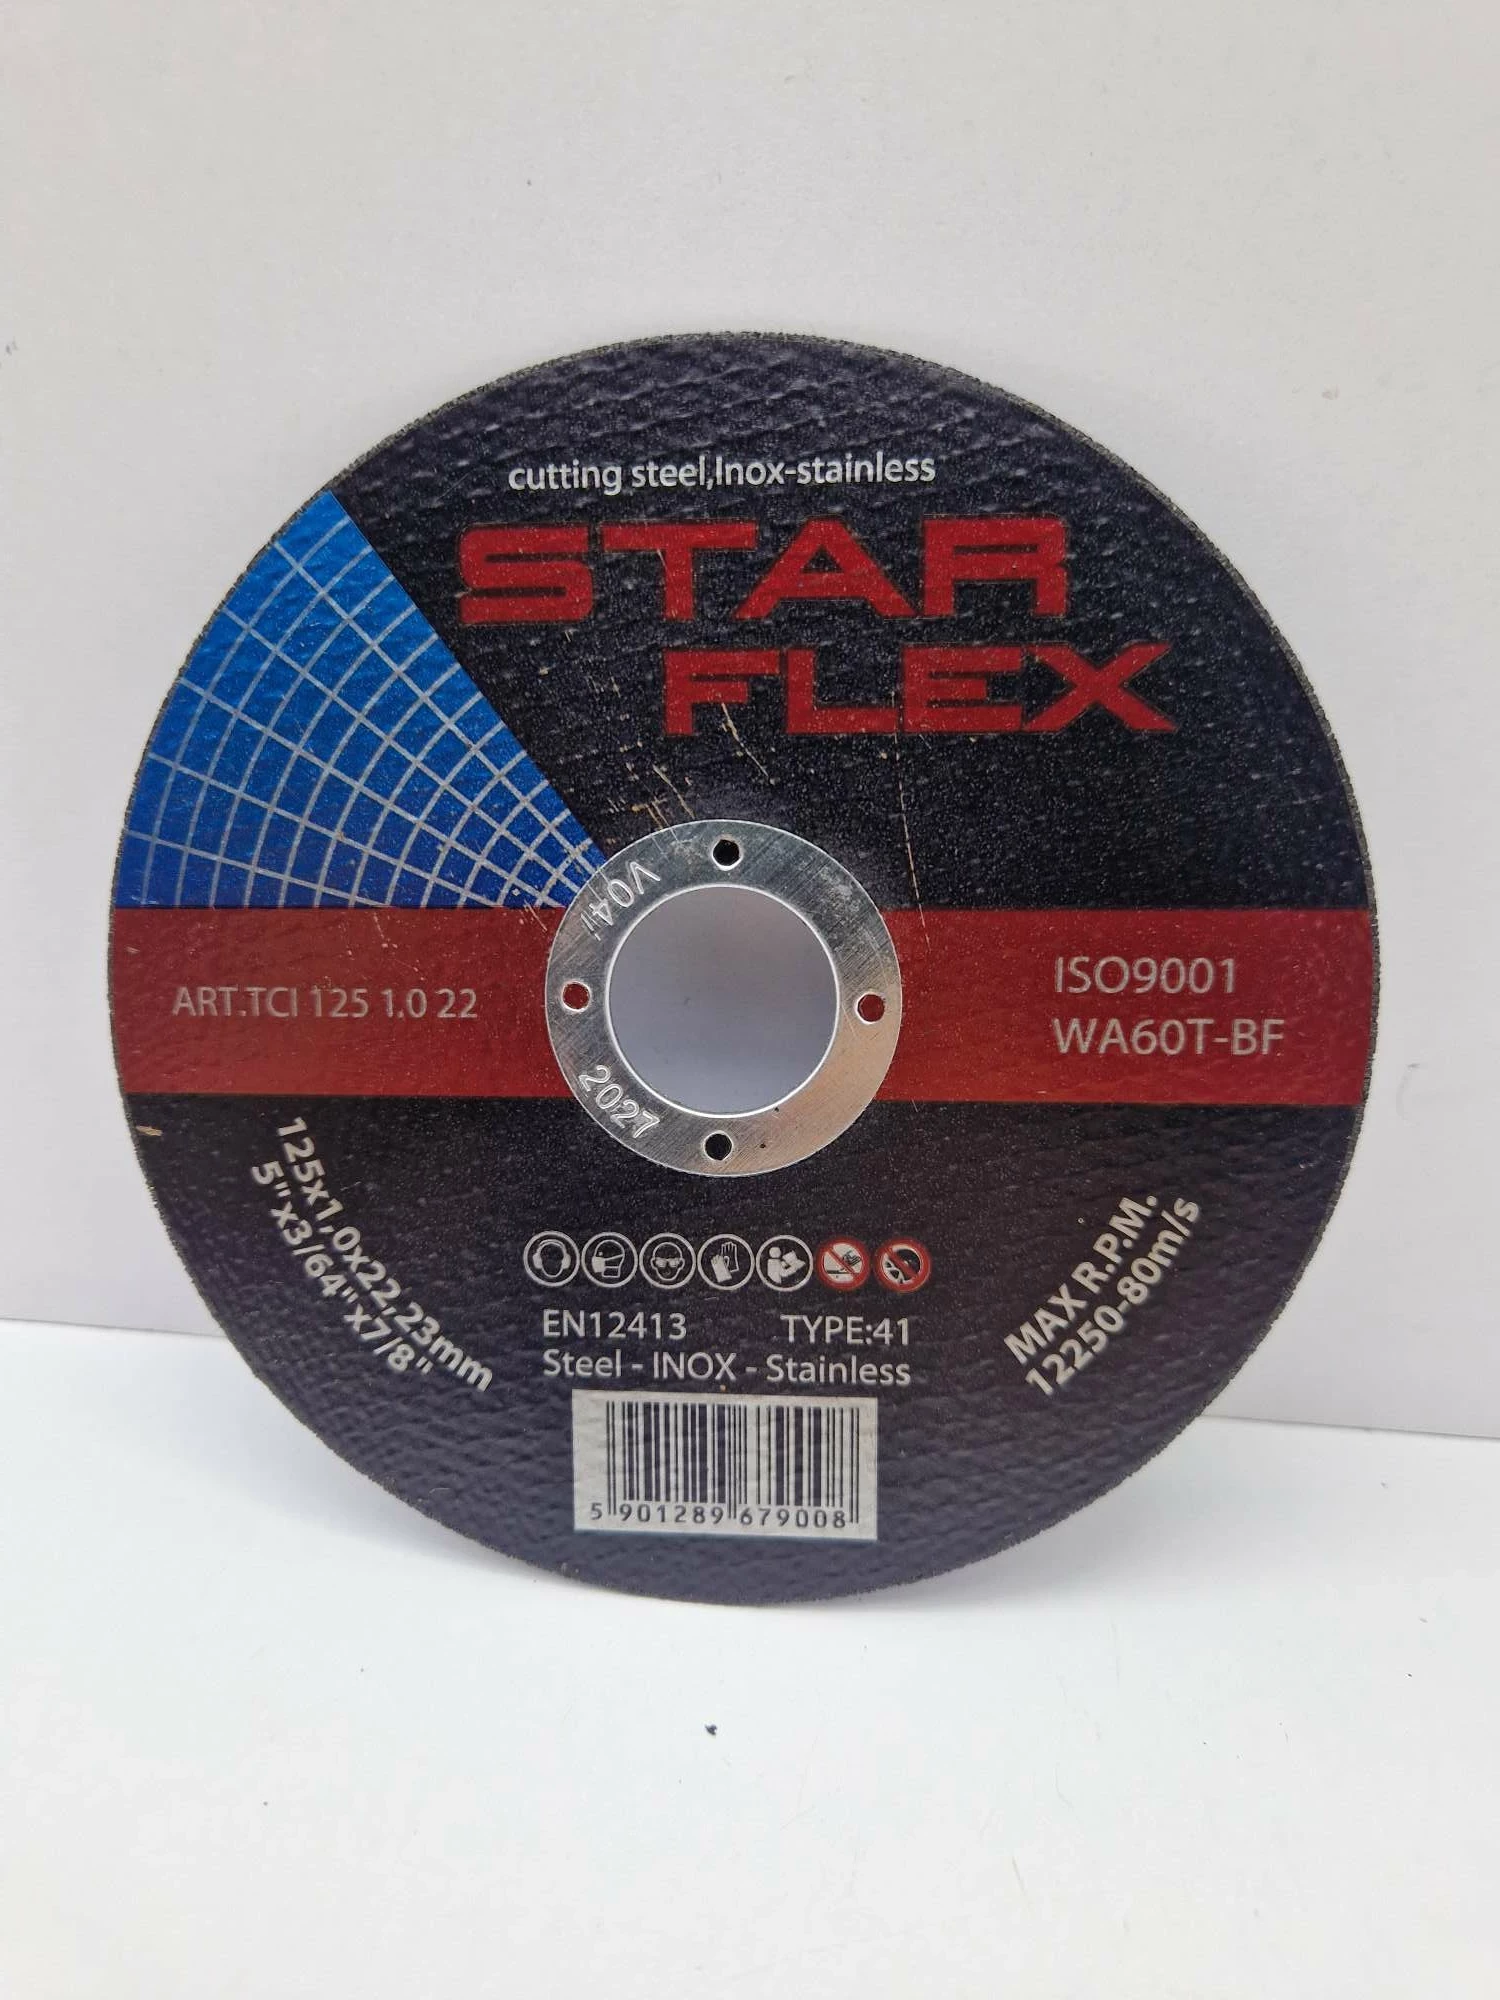 cutting steel,Inox-stainless
STAR
FLEX
V04/
2027
ART.TCI 125 1.0 22
ISO9001
WA60T-BF
125x1,0x22,23mm
5"x3/64"x7/8"
MAX R.P.M.
12250-80m/s
EN12413 TYPE:41
Steel - INOX - Stainless
5 901289 679008